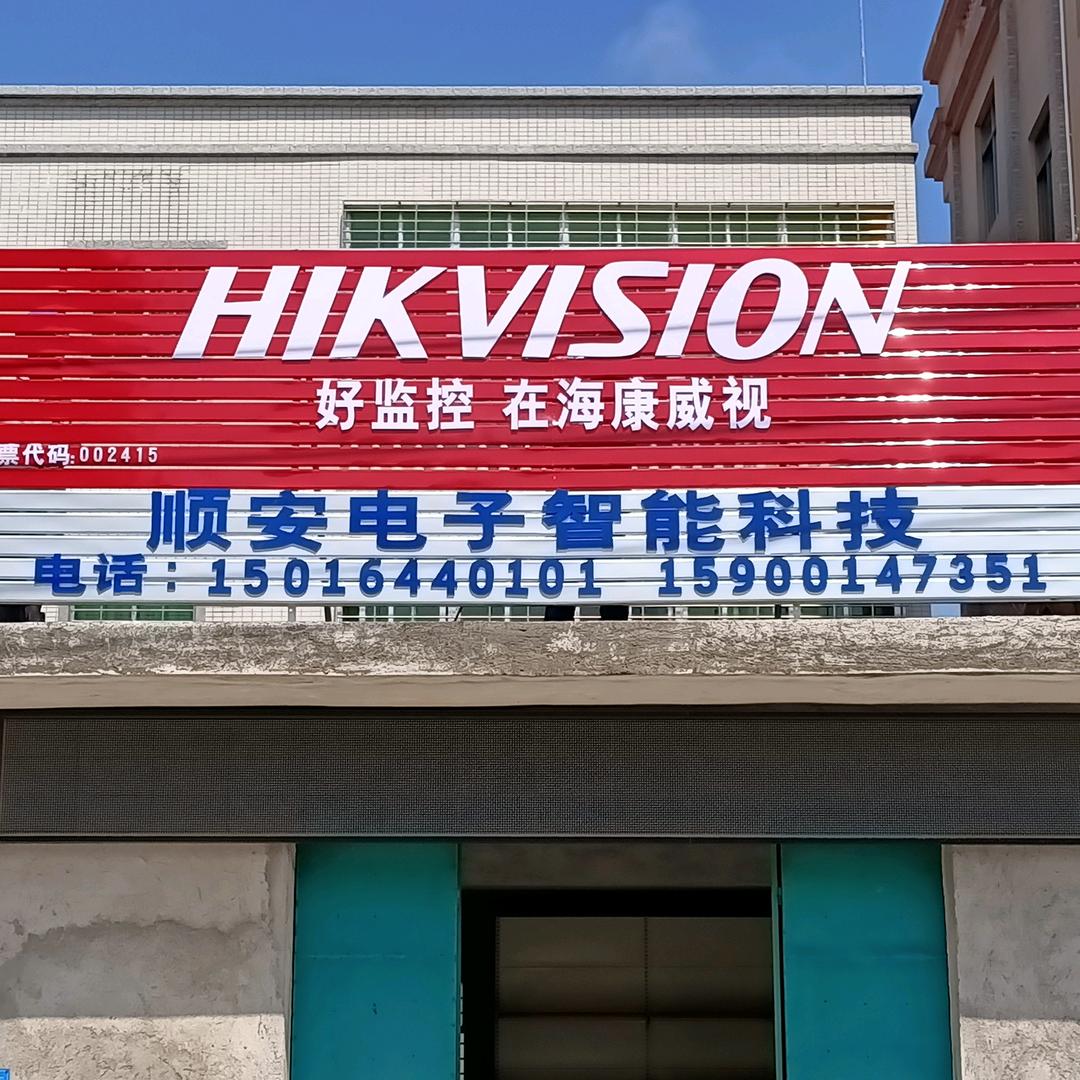 HIKVISION
好监控 在海康威视
票代码:002415
顺安电子智能科技
电话：15016440101 15900147351